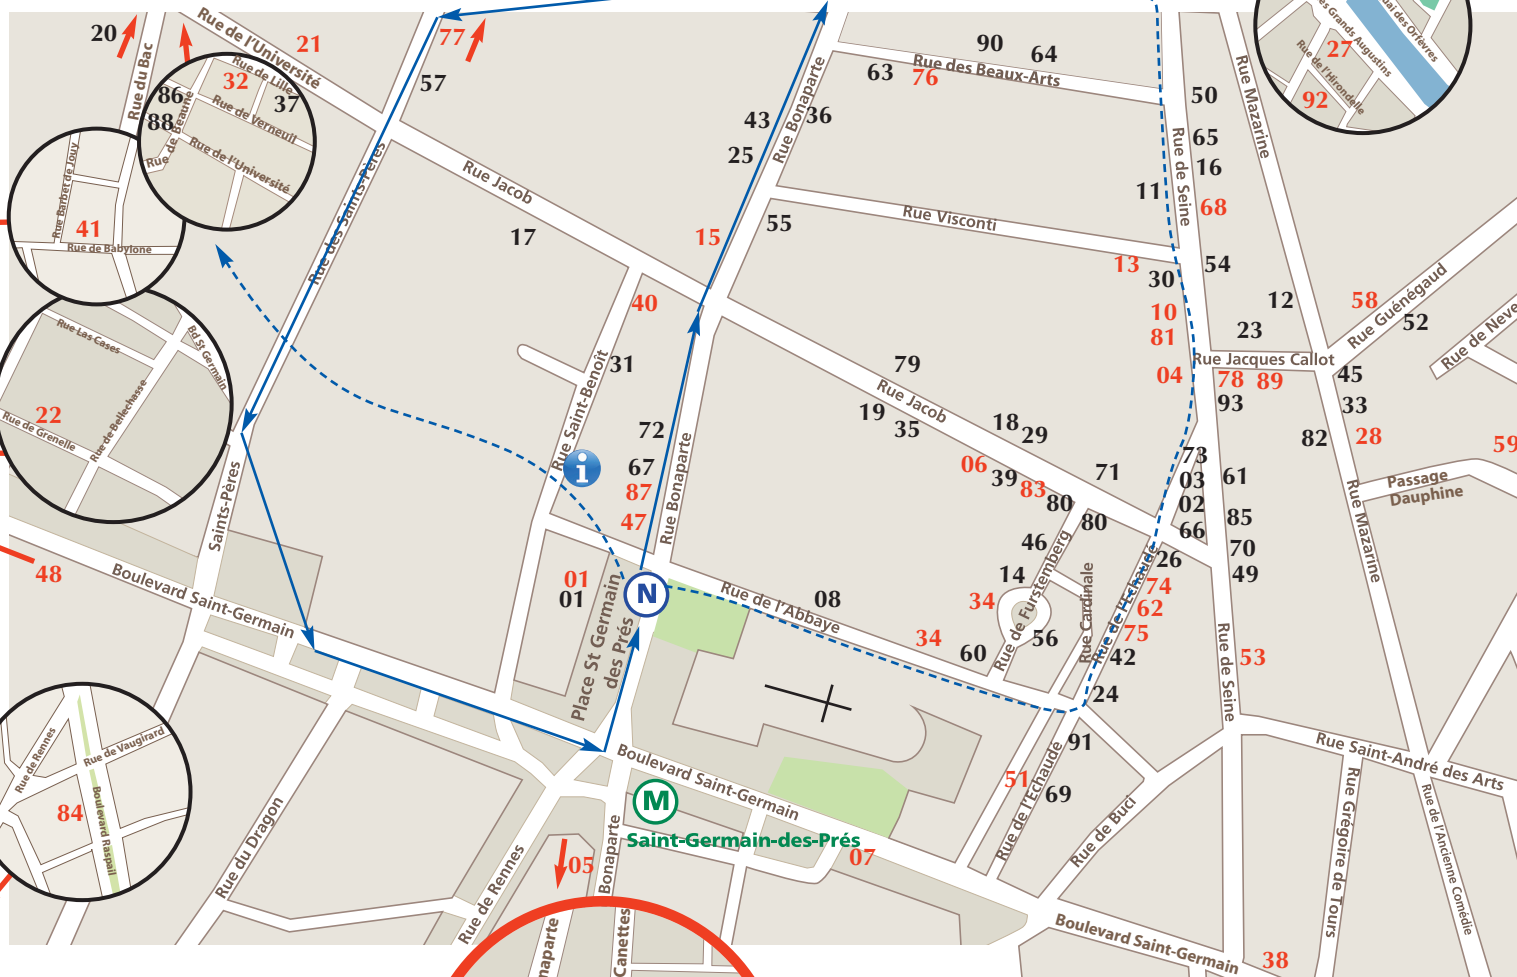 20
Rue du Bac
Rue de l'Université
21
77
57
32
Rue de Lille
37
86
88
Rue de Beaune
Rue de Verneuil
Rue de l'Université
Rue Barbet de Jouy
41
Rue de Babylone
Rue des Saints-Pères
Rue Jacob
17
43
25
36
Rue Bonaparte
15
55
90
64
63
76
Rue des Beaux-Arts
Rue Visconti
50
65
16
11
68
Rue de Seine
13
30
54
10
81
04
Rue Mazarine
27
92
Rue de l'Hirondelle
es Grands Augustins
uai des Orfèvres
12
23
58
52
Rue Guénégaud
Rue de Neve
Rue Jacques Callot
78
89
93
45
33
82
28
59
Passage
Dauphine
Rue Las Cases
Bd St Germain
22
Rue de Bellechasse
Rue de Grenelle
40
31
Rue Saint-Benoît
i
72
67
87
47
Rue Bonaparte
79
Rue Jacob
19
35
18
29
06
39
83
71
80
80
73
03
02
66
61
85
70
49
26
74
62
75
42
24
46
14
34
34
56
60
Rue de Furstemberg
Rue Cardinale
Rue de l'Echaudé
Saints-Pères
48
Boulevard Saint-Germain
01
01
Place St Germain
des Prés
N
Rue de l'Abbaye
08
Rue Mazarine
Rue de Seine
53
91
51
69
Rue de l'Echaudé
Rue de Buci
Rue Saint-André des Arts
Rue Grégoire de Tours
Rue de l'Ancienne Comédie
Boulevard Saint-Germain
M
Saint-Germain-des-Prés
07
05
Rue de Rennes
Rue de Vaugirard
84
Boulevard Raspail
Rue du Dragon
Rue de Rennes
Bonaparte
naparte
Canettes
Boulevard Saint-Germain
38